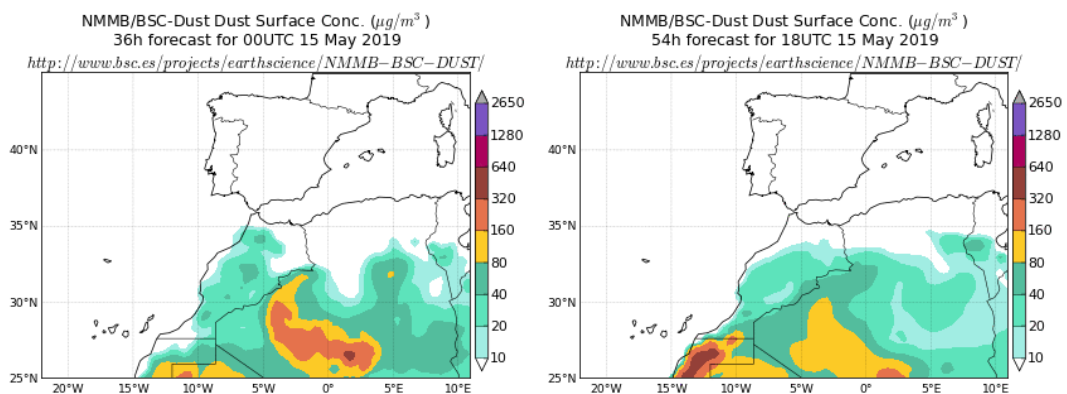 NMMB/BSC-Dust Dust Surface Conc. (μg/m³)
36h forecast for 00UTC 15 May 2019
http://www.bsc.es/projects/earthscience/NMMB−BSC−DUST/
40°N
35°N
30°N
25°N
20°W
15°W
10°W
5°W
0°
5°E
10°E
2650
1280
640
320
160
80
40
20
10
NMMB/BSC-Dust Dust Surface Conc. (μg/m³)
54h forecast for 18UTC 15 May 2019
http://www.bsc.es/projects/earthscience/NMMB−BSC−DUST/
40°N
35°N
30°N
25°N
20°W
15°W
10°W
5°W
0°
5°E
10°E
2650
1280
640
320
160
80
40
20
10